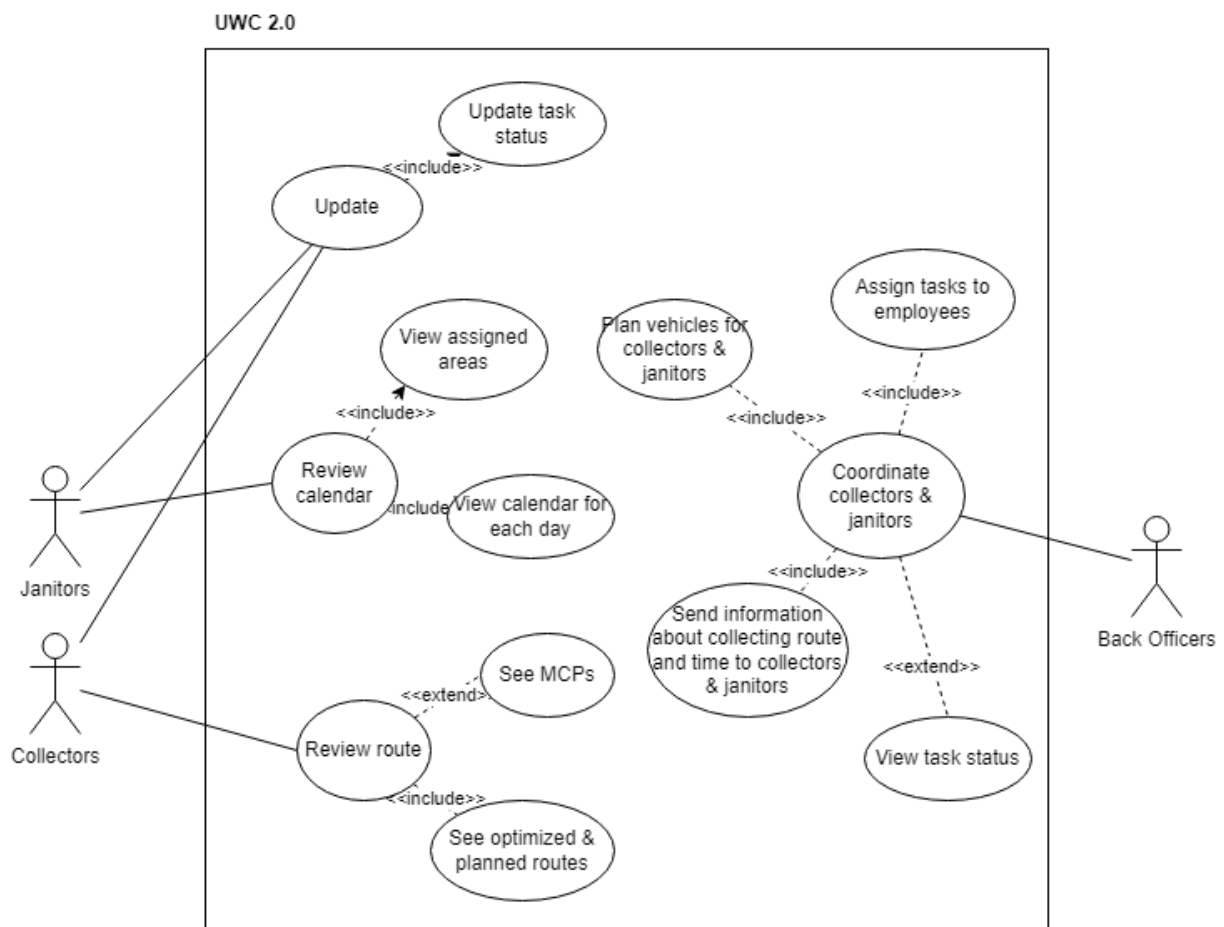 UWC 2.0
Update task
status
<<include>>
Update
Assign tasks to
employees
View assigned
areas
Plan vehicles for
collectors &
janitors
<<include>>
<<include>>
<<include>>
Review
calendar
include
View calendar for
each day
Coordinate
collectors &
janitors
Janitors
<<include>>
Send information
about collecting route
and time to collectors
& janitors
Back Officers
See MCPs
<<extend>
<<extend>>
Collectors
Review route
View task status
<<include>>
See optimized &
planned routes